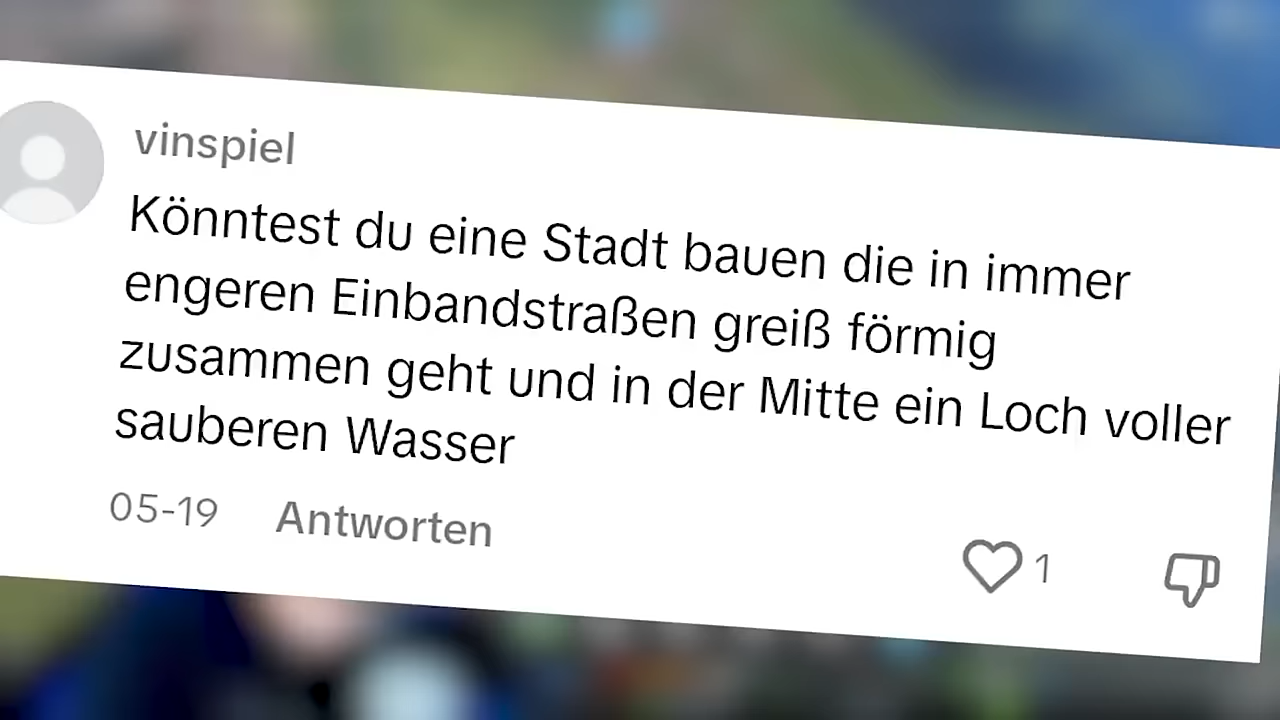 vinspiel
Könntest du eine Stadt bauen die in immer
engeren Einbandstraßen greiß förmig
zusammen geht und in der Mitte ein Loch voller
sauberen Wasser
05-19 Antworten
1